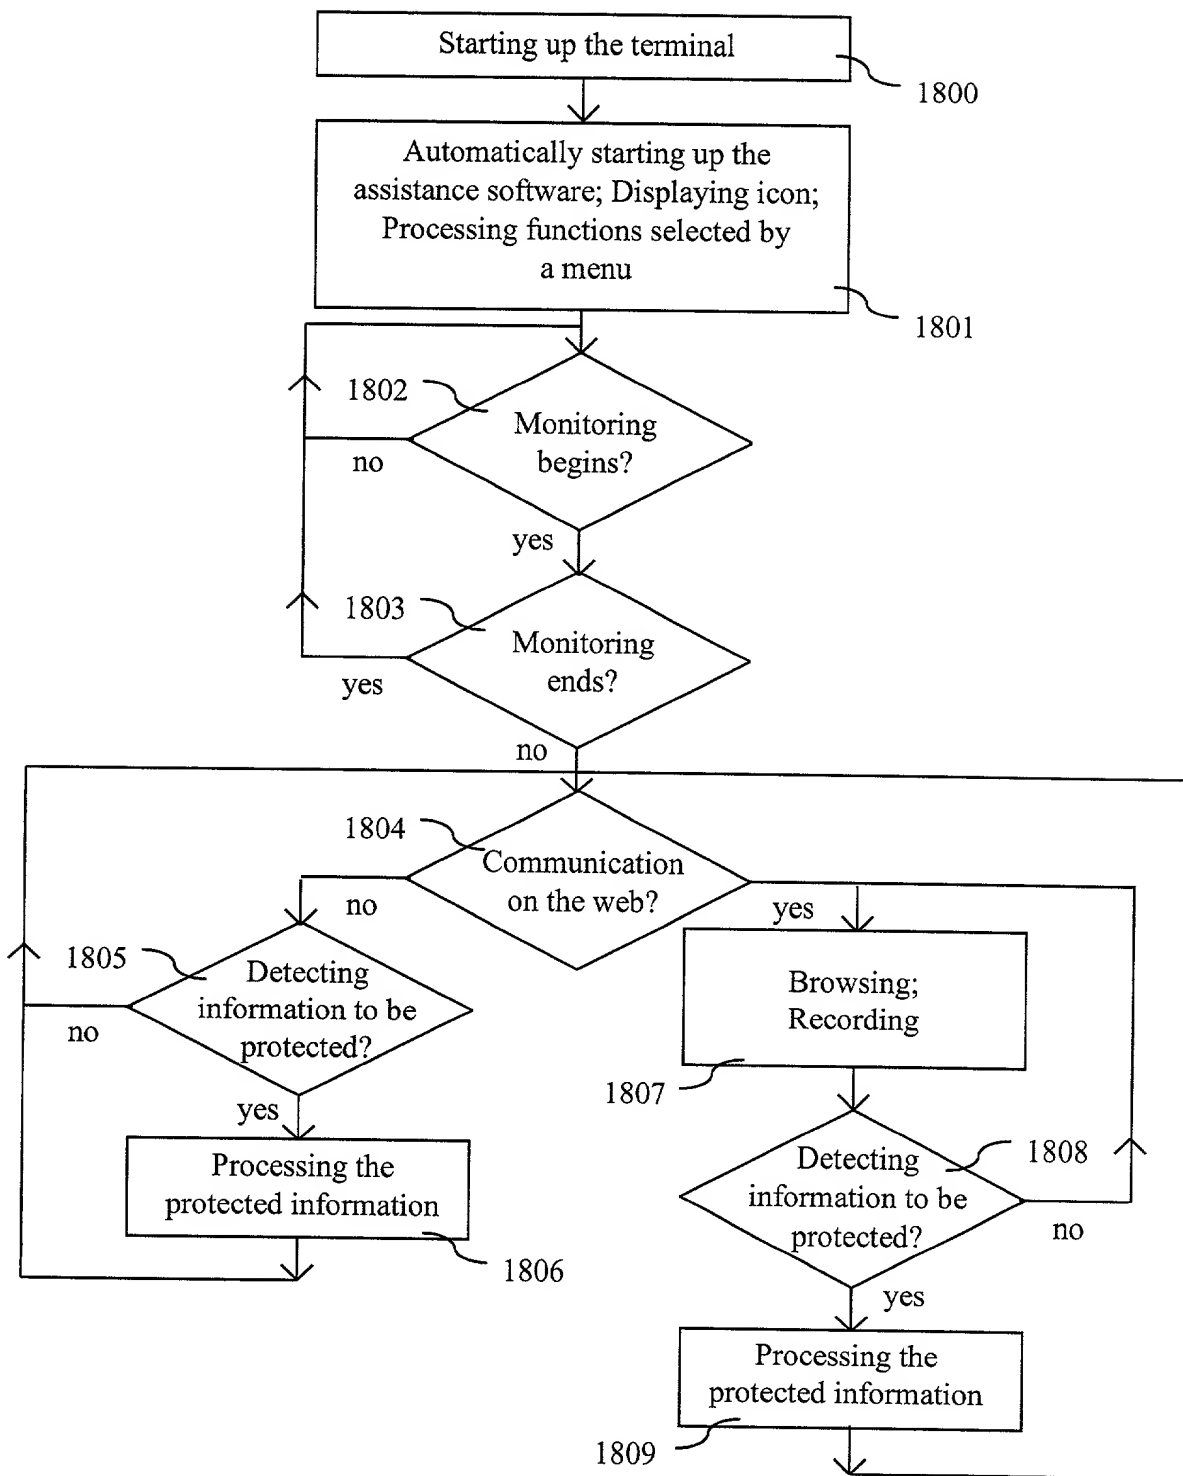 Starting up the terminal
1800
Automatically starting up the
assistance software; Displaying icon;
Processing functions selected by
a menu
1801
1802
Monitoring
begins?
no
yes
1803
Monitoring
ends?
yes
no
1804
Communication
on the web?
no
yes
1805
Detecting
information to be
protected?
no
yes
Browsing;
Recording
1807
Processing the
protected information
1806
1808
Detecting
information to be
protected?
no
yes
Processing the
protected information
1809